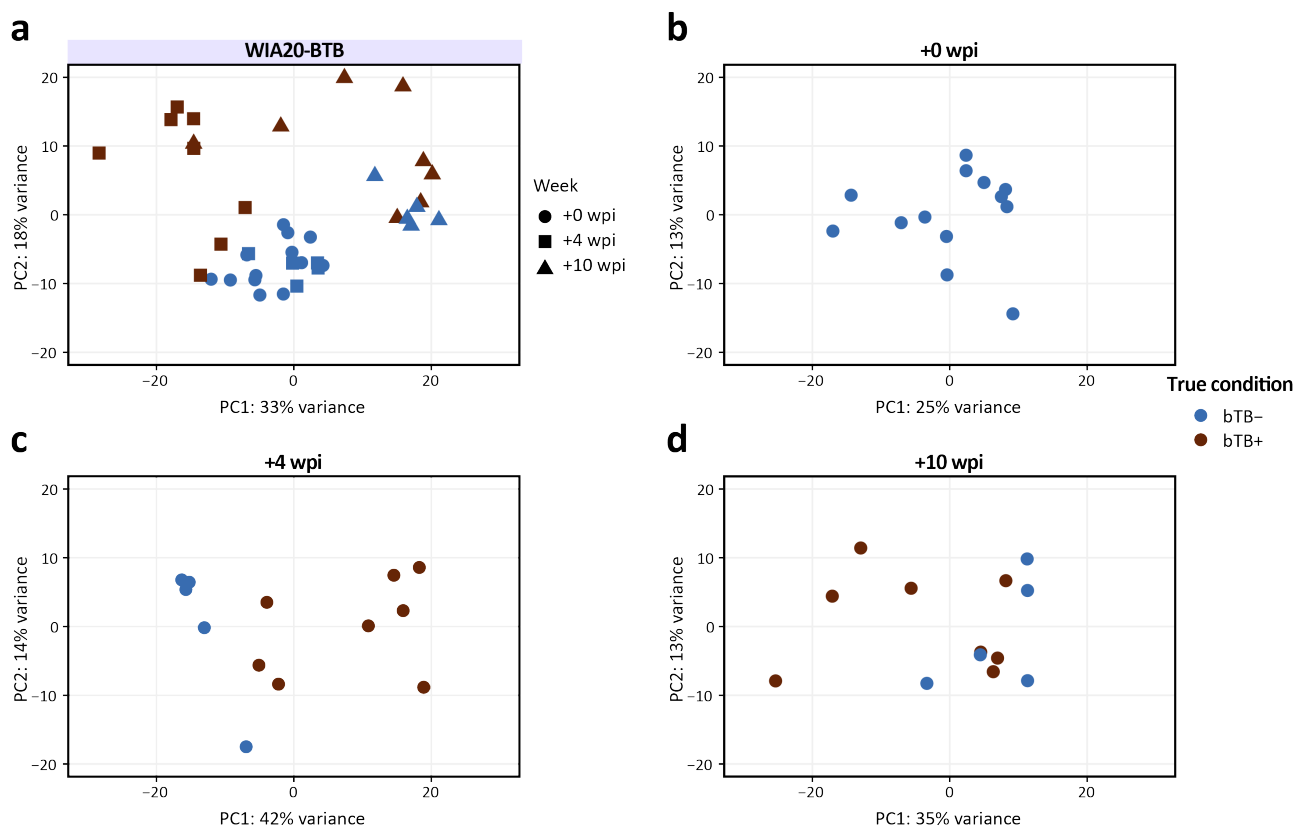 a
WIA20-BTB
20
10
0
−10
−20
PC2: 18% variance
−20
0
20
PC1: 33% variance
Week
+0 wpi
+4 wpi
+10 wpi
b
+0 wpi
20
10
0
−10
−20
PC2: 13% variance
−20
0
20
PC1: 25% variance
True condition
bTB−
bTB+
c
+4 wpi
20
10
0
−10
−20
PC2: 14% variance
−20
0
20
PC1: 42% variance
d
+10 wpi
20
10
0
−10
−20
PC2: 13% variance
−20
0
20
PC1: 35% variance